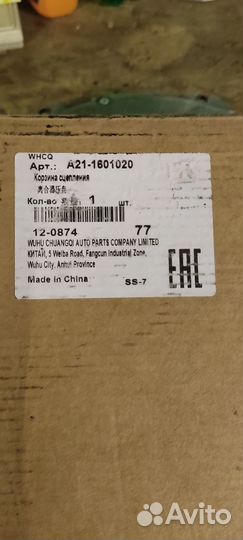 WHCQ
Арт.: A21-1601020
Корзина сцепления
离合器压盘
Кол-во 1 шт.
12-0874 77
WUHU CHUANGQI AUTO PARTS COMPANY LIMITED
КИТАЙ, 5 Weiba Road, Fangcun Industrial Zone,
Wuhu City, Anhui Province
Made in China SS-7
EAC
Avito